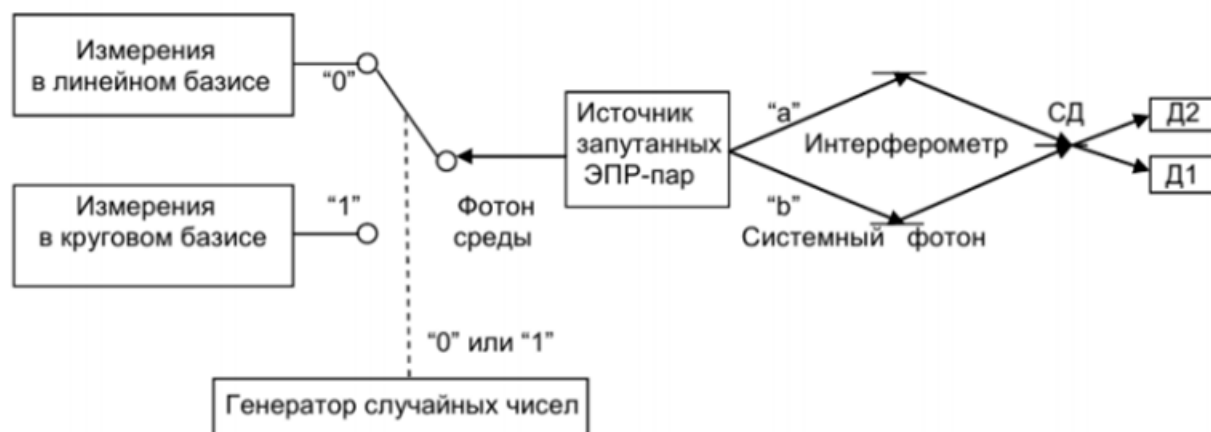 Измерения
в линейном базисе
“0”
Источник
запутанных
ЭПР-пар
“a”
Интерферометр
СД
Д2
Д1
Измерения
в круговом базисе
“1”
Фотон
среды
“b”
Системный фотон
“0” или “1”
Генератор случайных чисел